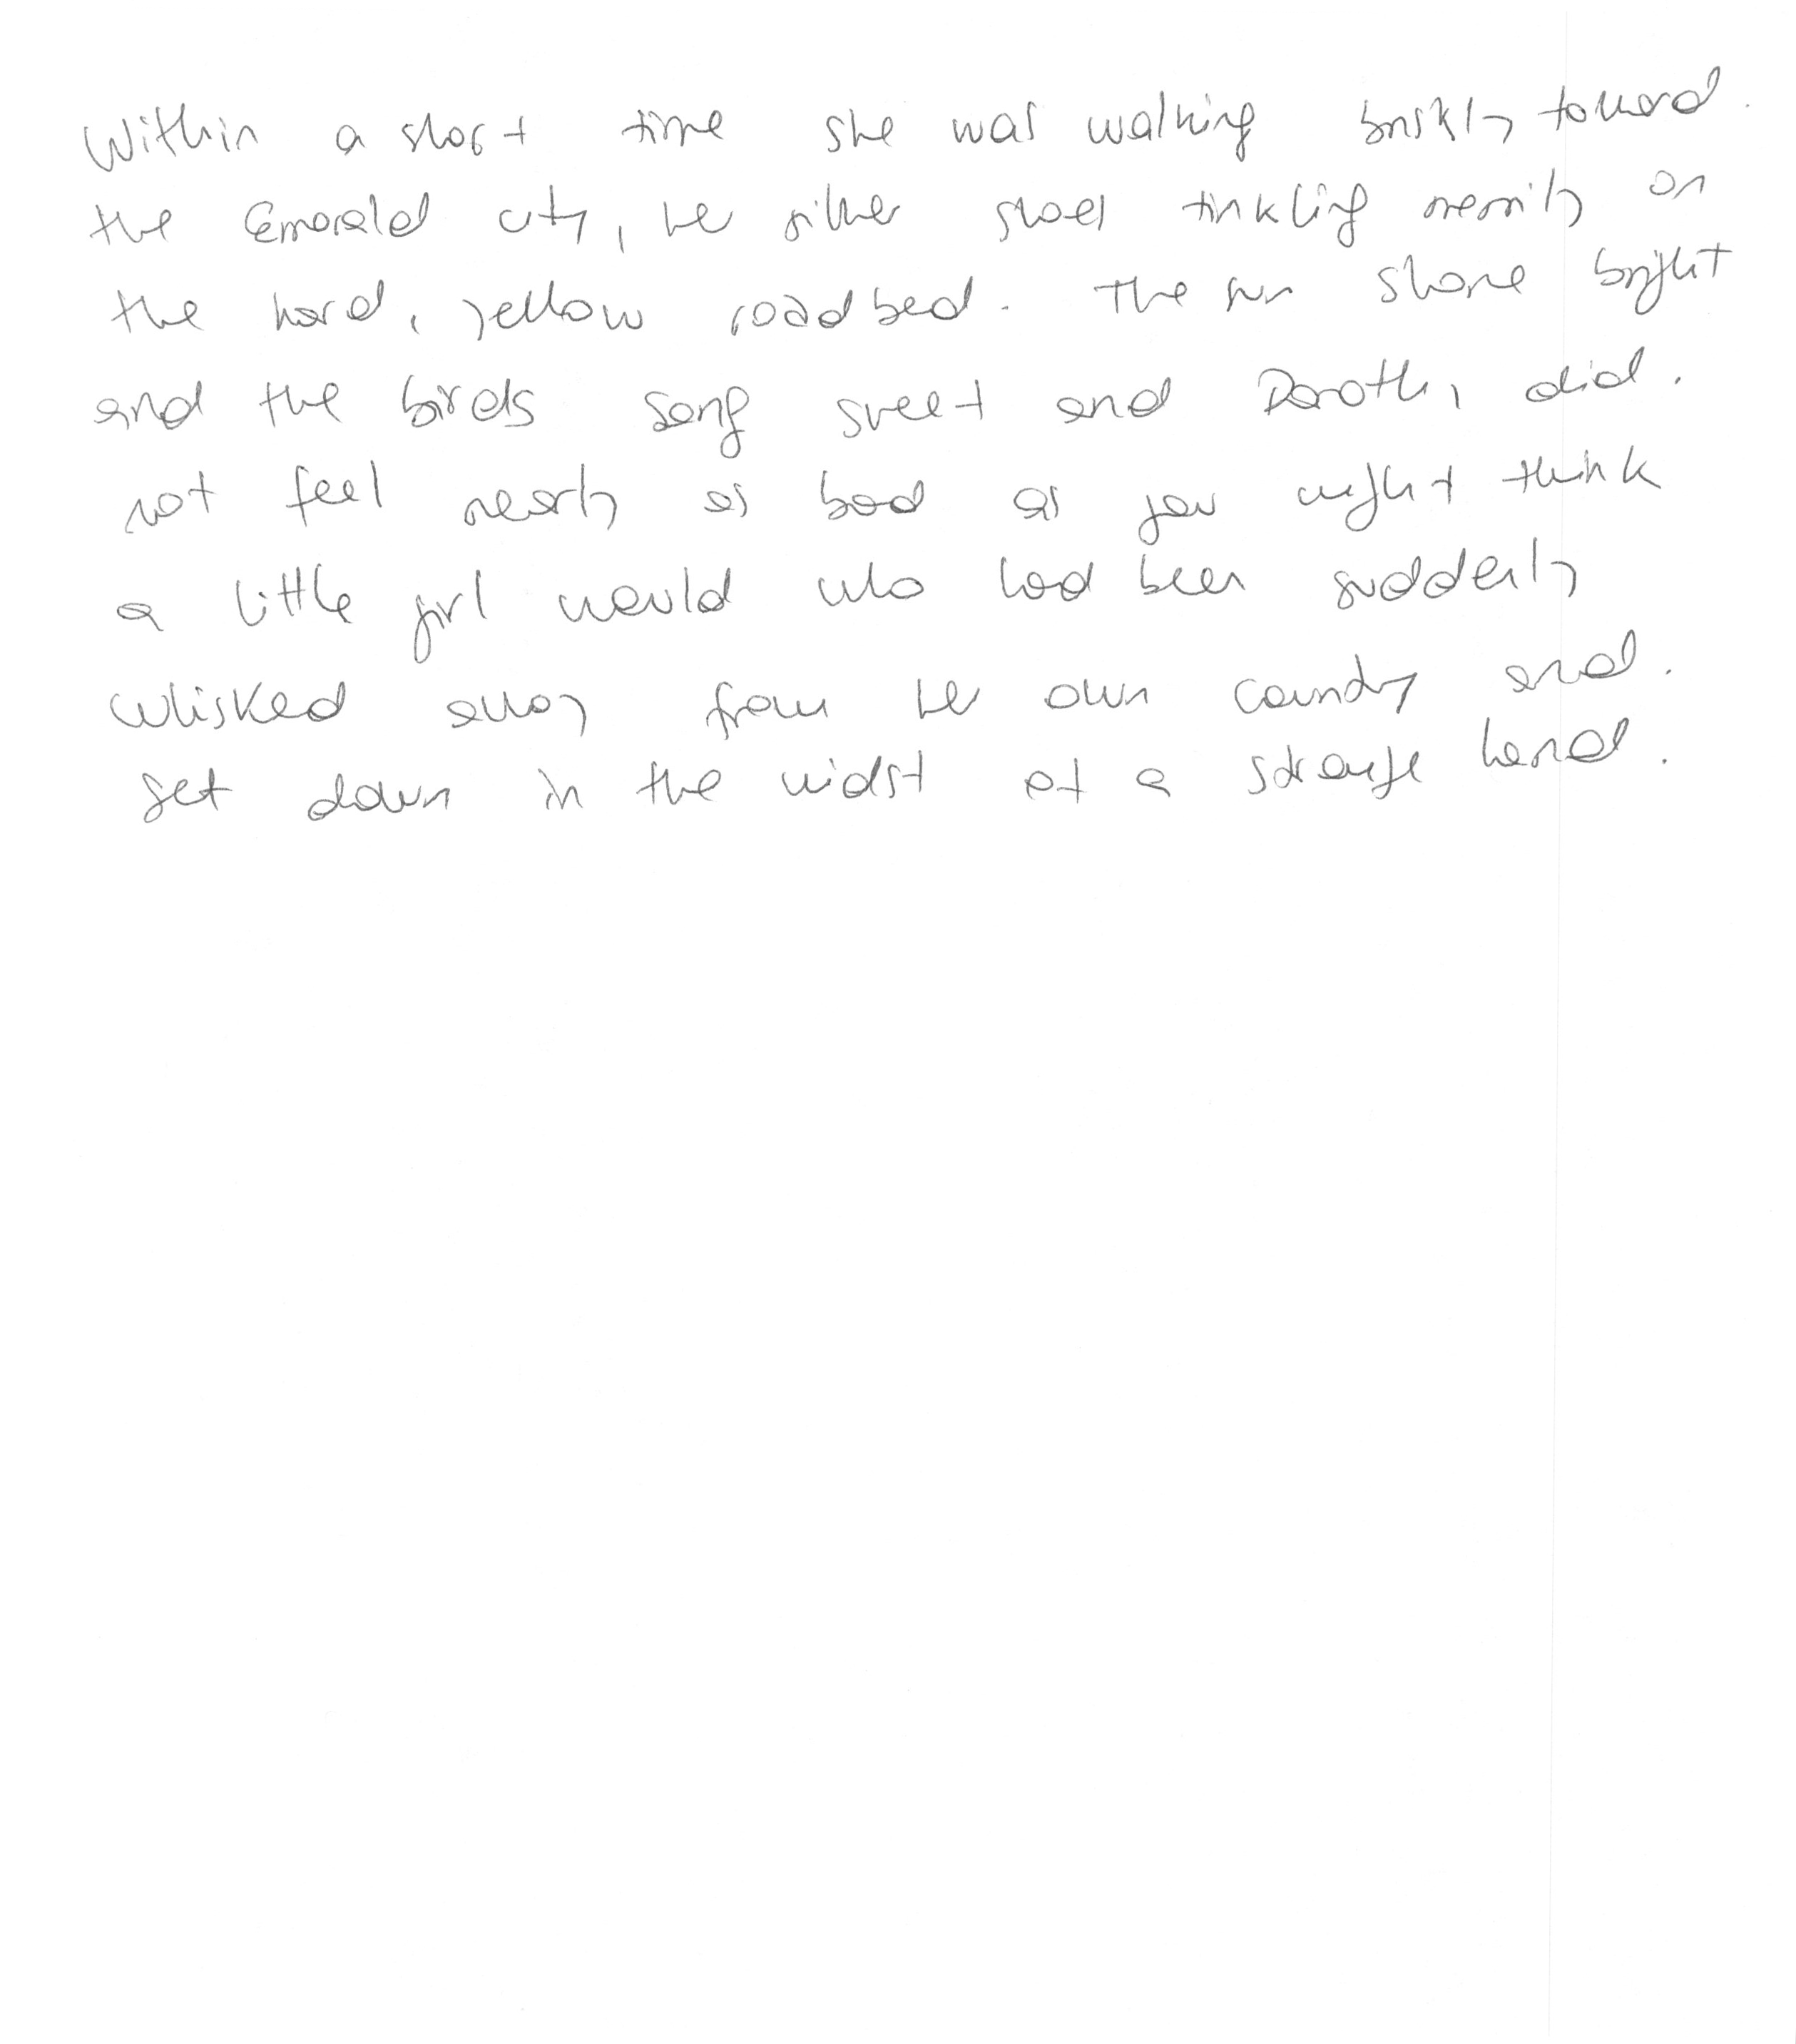 Within a short time she was walking briskly toward
the Emerald city, her silver shoes tinkling merrily on
the hard, yellow roadbed. The sun shone bright
and the birds sang sweet and Dorothy did
not feel nearly as bad as you might think
a little girl would who had been suddenly
whisked away from her own country and
set down in the midst of a strange land.